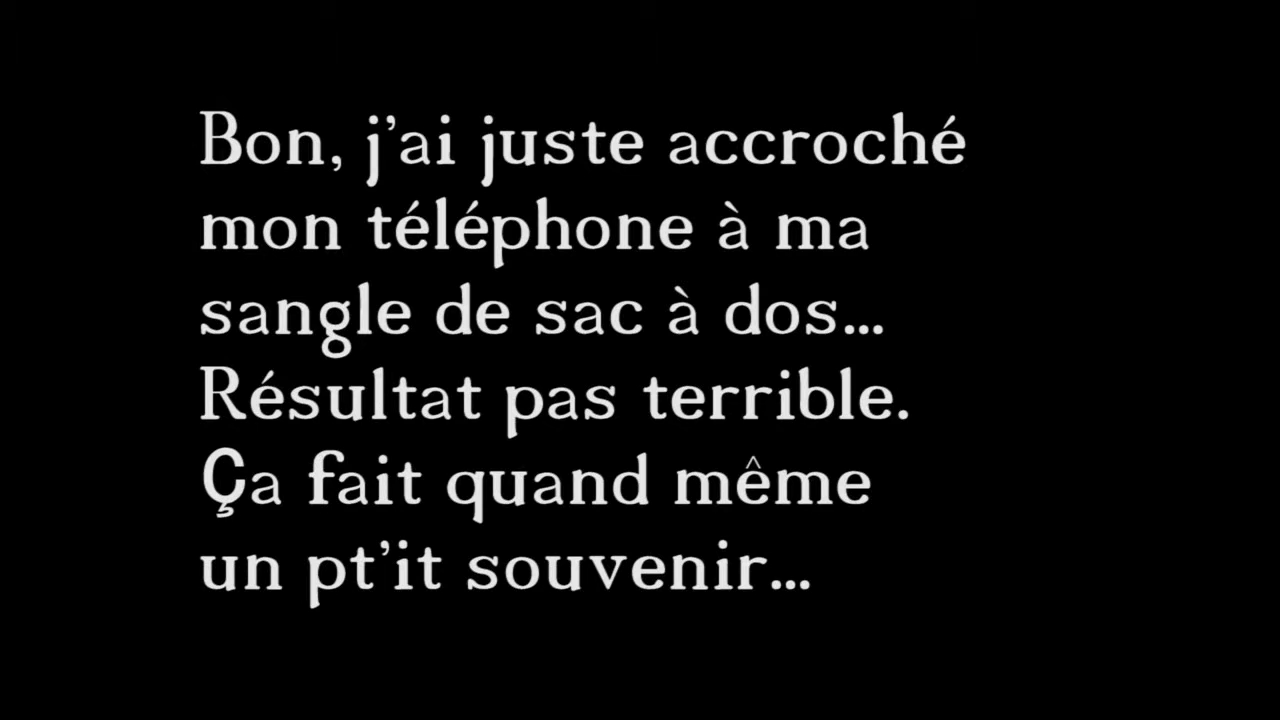 Bon, j’ai juste accroché
mon téléphone à ma
sangle de sac à dos...
Résultat pas terrible.
Ça fait quand même
un pt’it souvenir...